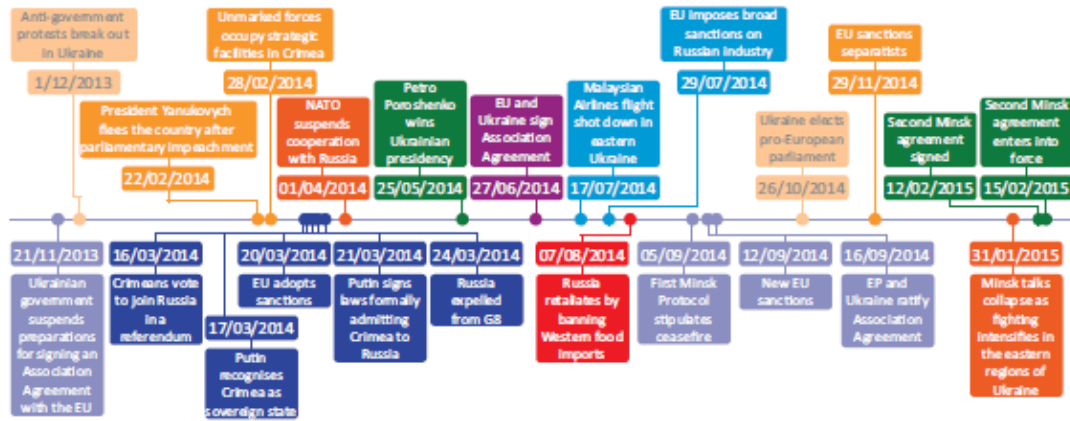 Anti-government
protests break out
in Ukraine
1/12/2013
Unmarked forces
occupy strategic
facilities in Crimea
28/02/2014
EU imposes broad
sanctions on
Russian industry
29/07/2014
EU sanctions
separatists
29/11/2014
President Yanukovych
flees the country after
parliamentary impeachment
22/02/2014
NATO
suspends
cooperation
with Russia
01/04/2014
Petro
Poroshenko
wins
Ukrainian
presidency
25/05/2014
EU and
Ukraine sign
Association
Agreement
27/06/2014
Malaysian
Airlines flight
shot down in
eastern
Ukraine
17/07/2014
Ukraine elects
pro-European
parliament
26/10/2014
Second Minsk
agreement
signed
12/02/2015
Second Minsk
agreement
enters into
force
15/02/2015
21/11/2013
Ukrainian
government
suspends
preparations
for signing an
Association
Agreement
with the EU
16/03/2014
Crimeans vote
to join Russia
in a
referendum
17/03/2014
Putin
recognises
Crimea as
sovereign state
20/03/2014
EU adopts
sanctions
21/03/2014
Putin signs
laws formally
admitting
Crimea to
Russia
24/03/2014
Russia
expelled
from G8
07/08/2014
Russia
retaliates by
banning
Western food
imports
05/09/2014
First Minsk
Protocol
stipulates
ceasefire
12/09/2014
New EU
sanctions
16/09/2014
EP and
Ukraine ratify
Association
Agreement
31/01/2015
Minsk talks
collapse as
fighting
intensifies in
the eastern
regions of
Ukraine